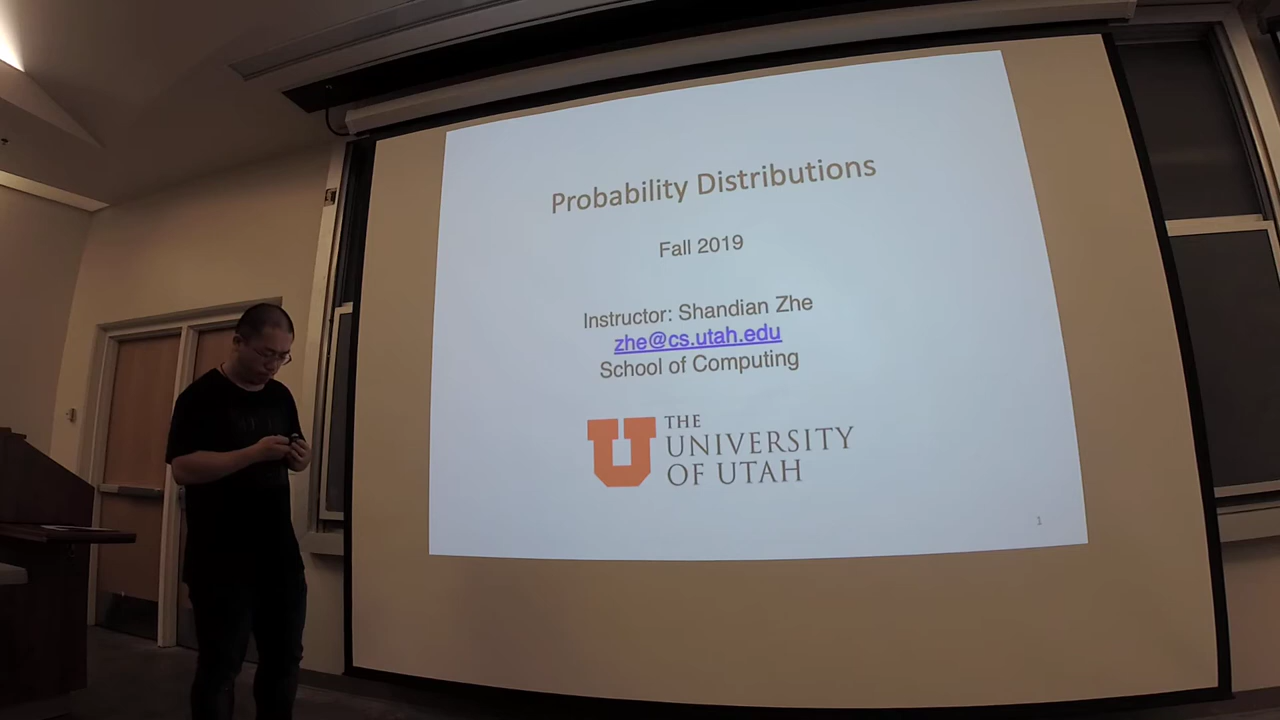 Probability Distributions
Fall 2019
Instructor: Shandian Zhe
zhe@cs.utah.edu
School of Computing
THE
UNIVERSITY
OF UTAH
1